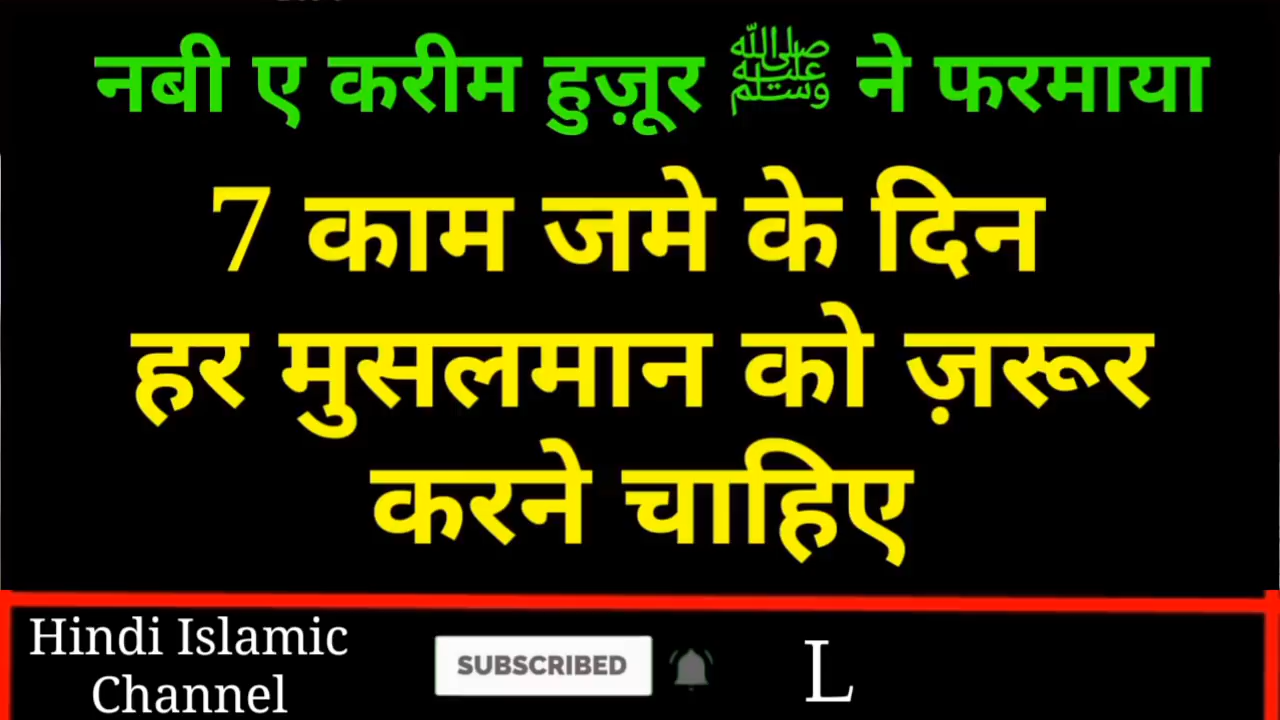 नबी ए करीम हुज़ूर ﷺ ने फरमाया
7 काम जमे के दिन
हर मुसलमान को ज़रूर
करने चाहिए
Hindi Islamic
Channel
SUBSCRIBED
L